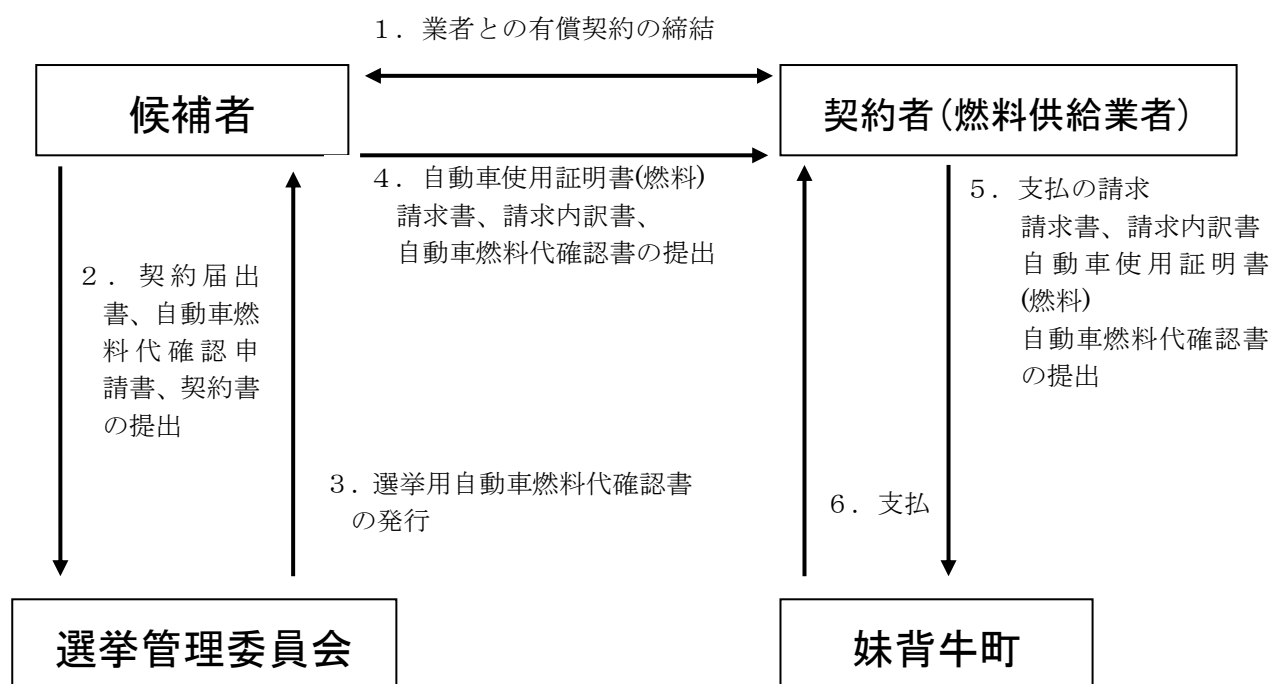 1．業者との有償契約の締結
候補者
契約者(燃料供給業者)
4．自動車使用証明書(燃料)
請求書、請求内訳書、
自動車燃料代確認書の提出
5．支払の請求
請求書、請求内訳書
自動車使用証明書
(燃料)
自動車燃料代確認書
の提出
2．契約届出
書、自動車燃
料代確認申
請書、契約書
の提出
3．選挙用自動車燃料代確認書
の発行
6．支払
選挙管理委員会
妹背牛町